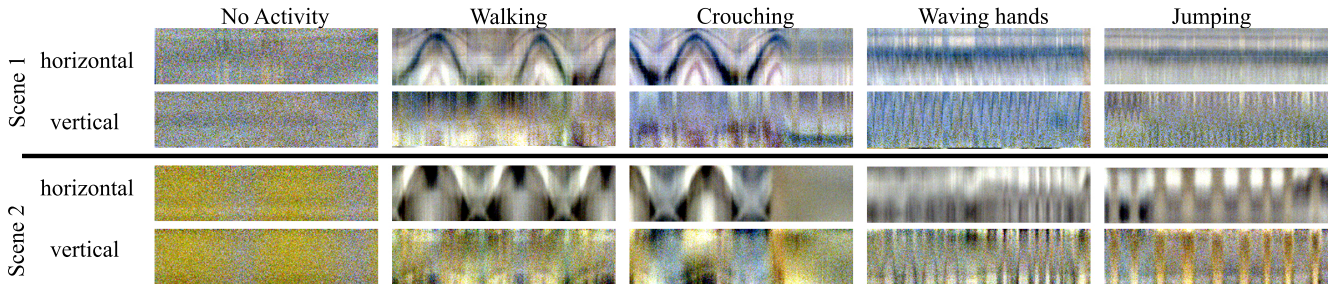 No Activity Walking Crouching Waving hands Jumping
Scene 1
horizontal
vertical
Scene 2
horizontal
vertical